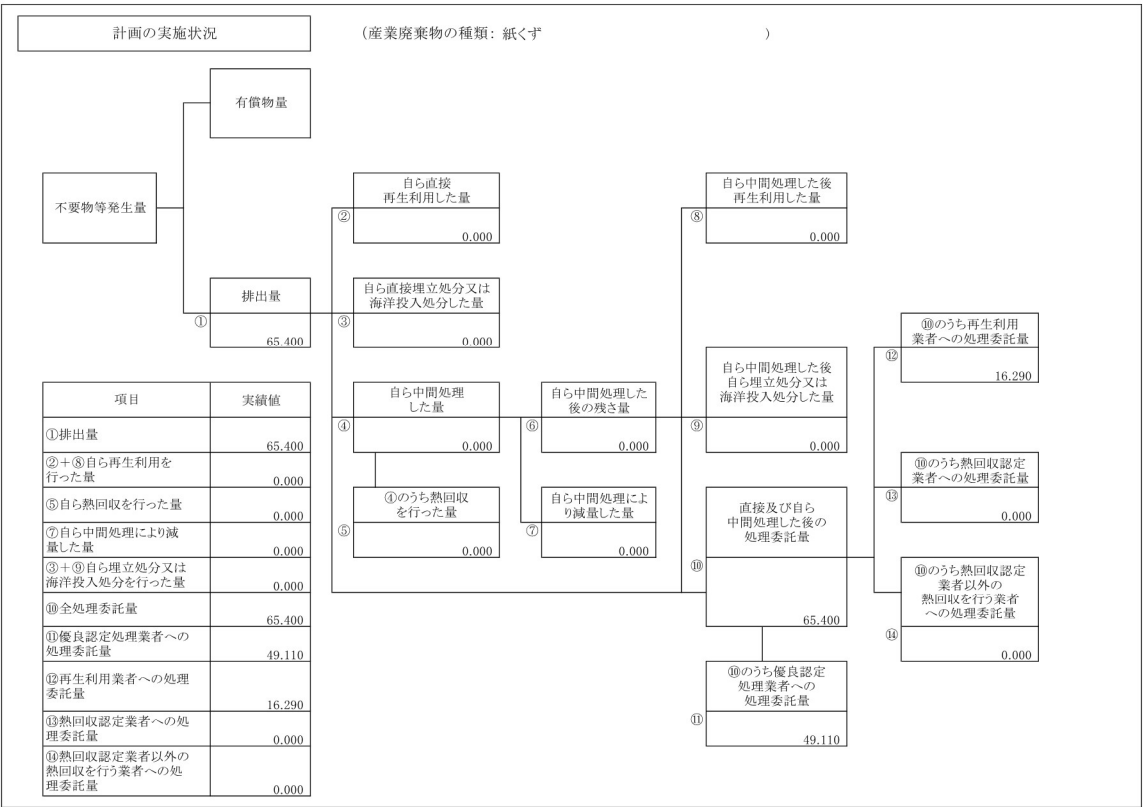 計画の実施状況
(産業廃棄物の種類: 紙くず )
有償物量
不要物等発生量
排出量
①
65.400
自ら直接
再生利用した量
②
0.000
自ら直接埋立処分又は
海洋投入処分した量
③
0.000
自ら中間処理
した量
④
0.000
④のうち熱回収
を行った量
⑤
0.000
自ら中間処理した
後の残さ量
⑥
0.000
自ら中間処理によ
り減量した量
⑦
0.000
自ら中間処理した後
再生利用した量
⑧
0.000
自ら中間処理した後
自ら埋立処分又は
海洋投入処分した量
⑨
0.000
直接及び自ら
中間処理した後の
処理委託量
⑩
65.400
⑩のうち優良認定
処理業者への
処理委託量
⑪
49.110
⑩のうち再生利用
業者への処理委託量
⑫
16.290
⑩のうち熱回収認定
業者への処理委託量
⑬
0.000
⑩のうち熱回収認定
業者以外の
熱回収を行う業者
への処理委託量
⑭
0.000
項目 実績値
①排出量
65.400
②+⑧自ら再生利用を
行った量
0.000
⑤自ら熱回収を行った量
0.000
⑦自ら中間処理により減
量した量
0.000
③+⑨自ら埋立処分又は
海洋投入処分を行った量
0.000
⑩全処理委託量
65.400
⑪優良認定処理業者への
処理委託量
49.110
⑫再生利用業者への処理
委託量
16.290
⑬熱回収認定業者への処
理委託量
0.000
⑭熱回収認定業者以外の
熱回収を行う業者への処
理委託量
0.000